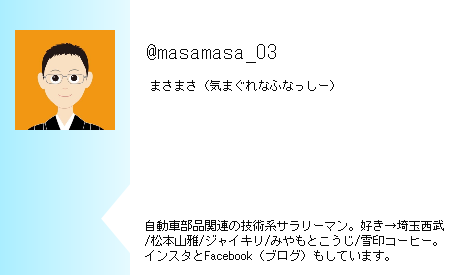 @masamasa_03
まさまさ（気まぐれなふなっしー）
自動車部品関連の技術系サラリーマン。好き→埼玉西武
/松本山雅/ジャイキリ/みやもとこうじ/雪印コーヒー。
インスタとFacebook（ブログ）もしています。